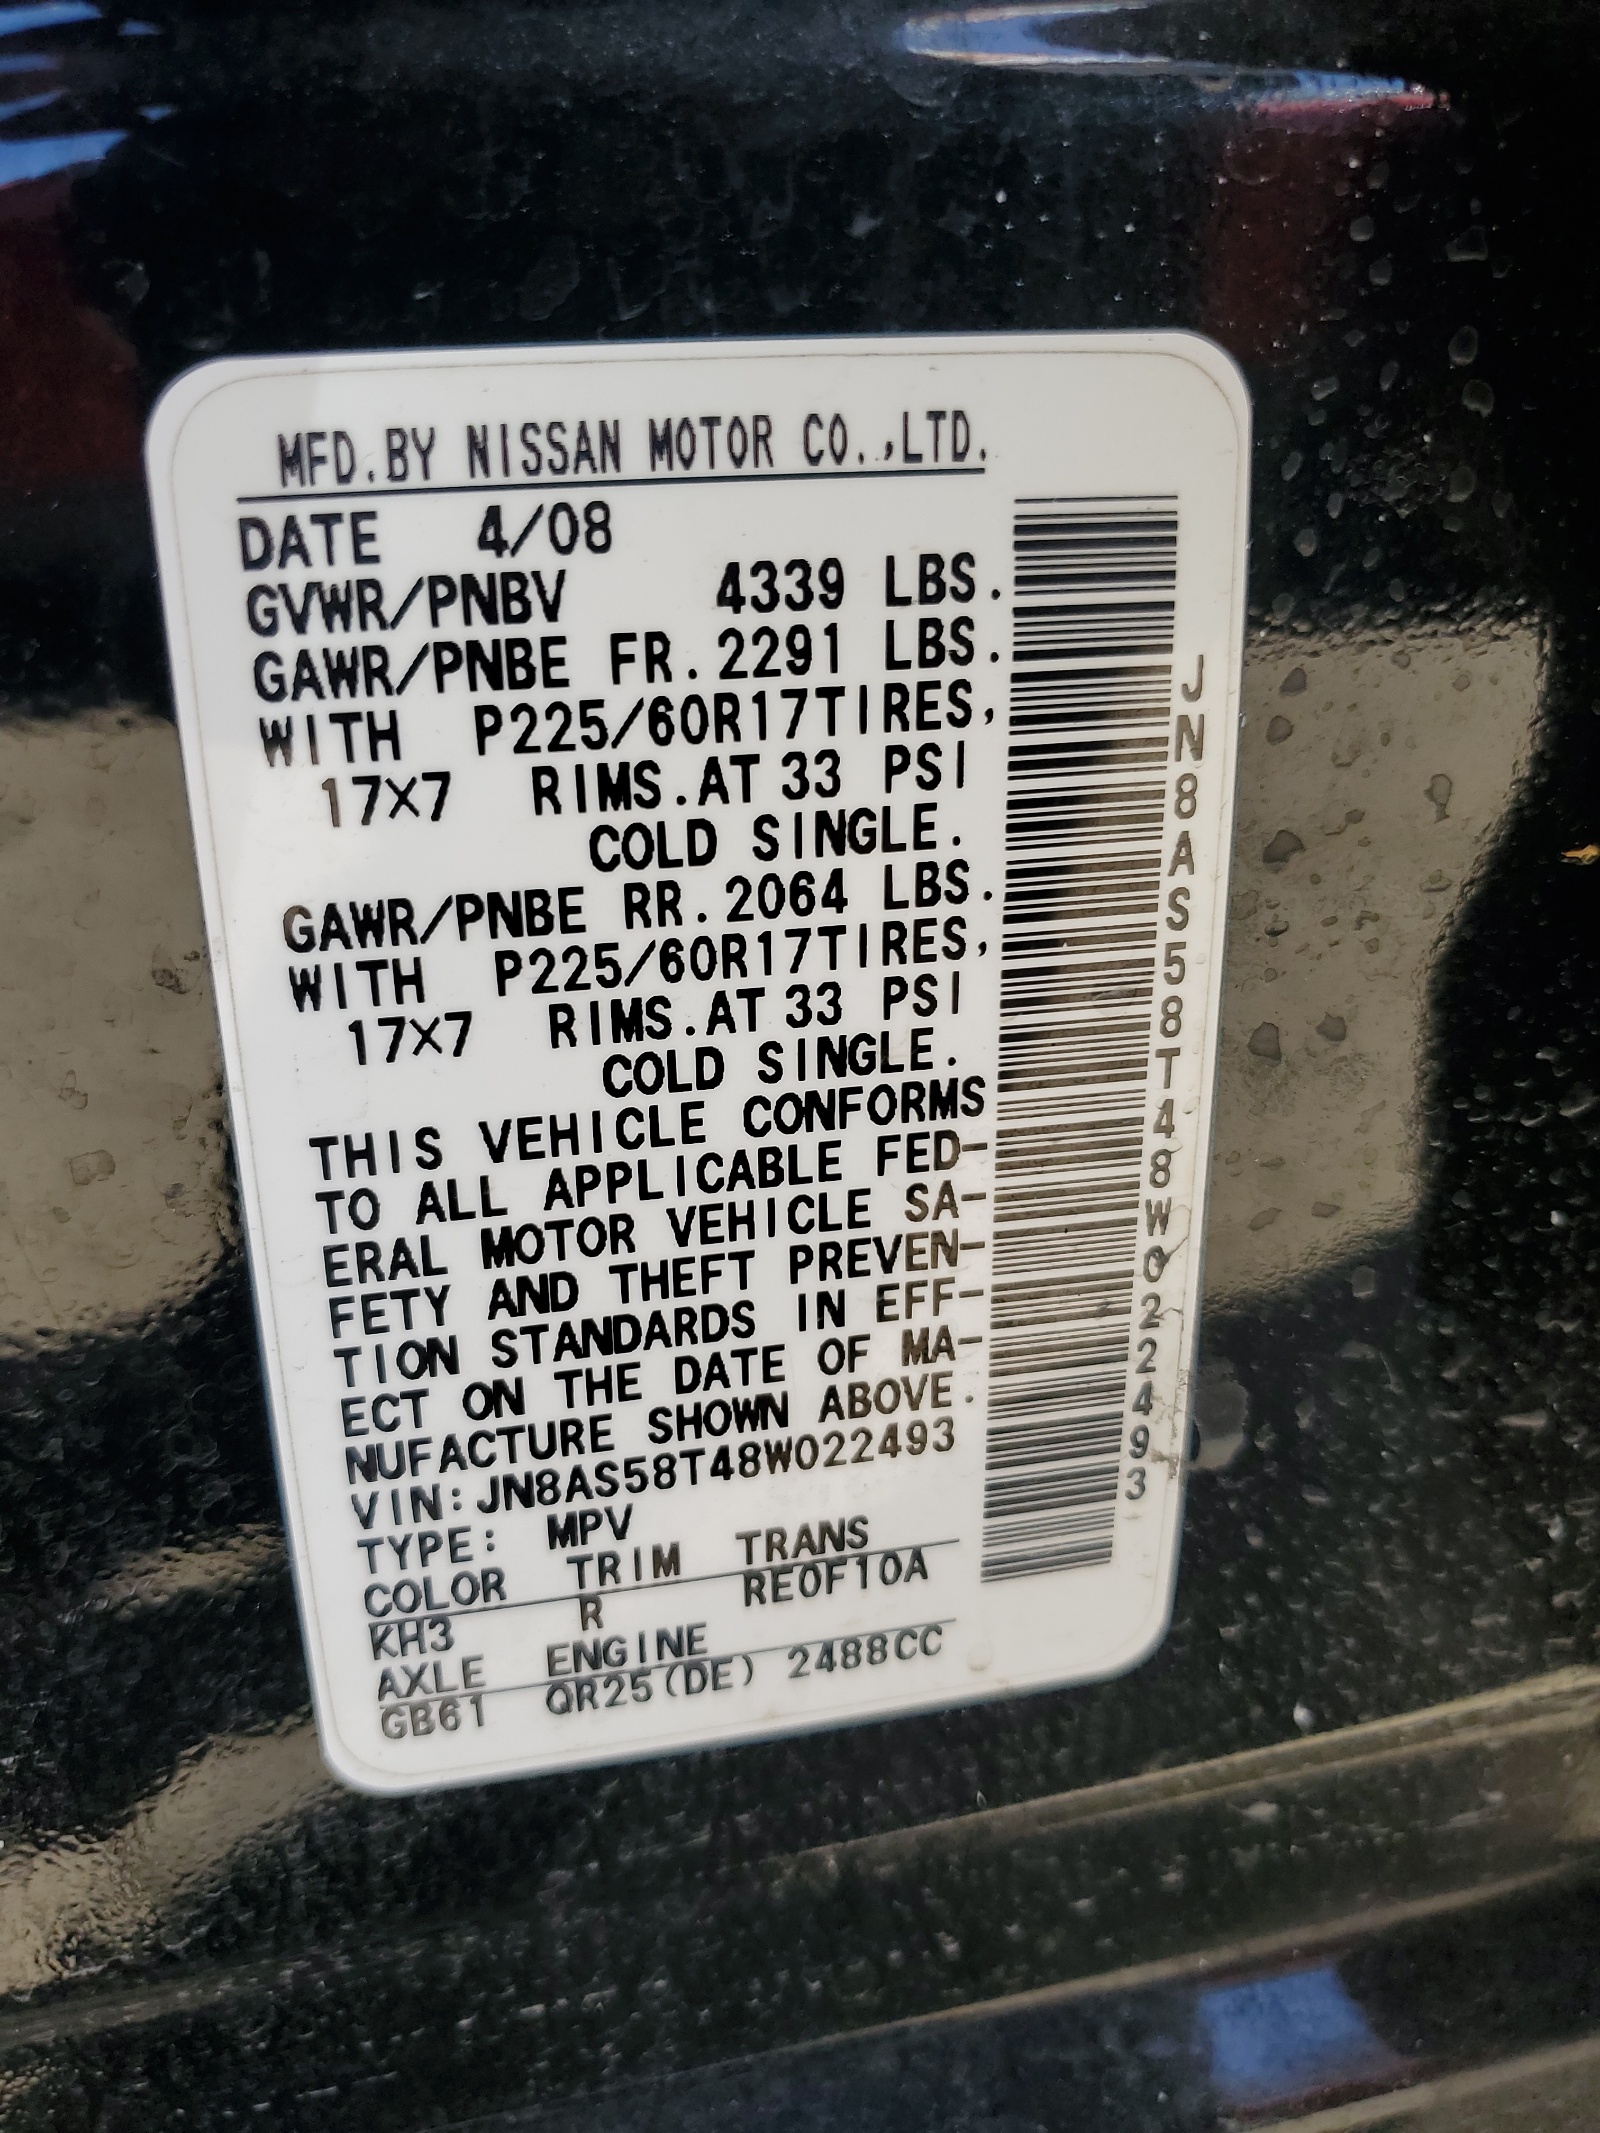 MFD.BY NISSAN MOTOR CO.,LTD.
DATE 4/08
GVWR/PNBV 4339 LBS.
GAWR/PNBE FR.2291 LBS.
WITH P225/60R17TIRES,
17X7 RIMS.AT 33 PSI
COLD SINGLE.
GAWR/PNBE RR.2064 LBS.
WITH P225/60R17TIRES,
17X7 RIMS.AT 33 PSI
COLD SINGLE.
THIS VEHICLE CONFORMS
TO ALL APPLICABLE FED-
ERAL MOTOR VEHICLE SA-
FETY AND THEFT PREVEN-
TION STANDARDS IN EFF-
ECT ON THE DATE OF MA-
NUFACTURE SHOWN ABOVE.
VIN:JN8AS58T48W022493
TYPE: MPV
COLOR TRIM TRANS
KH3 R RE0F10A
AXLE ENGINE
GB61 QR25(DE) 2488CC
JN8AS58T48W022493